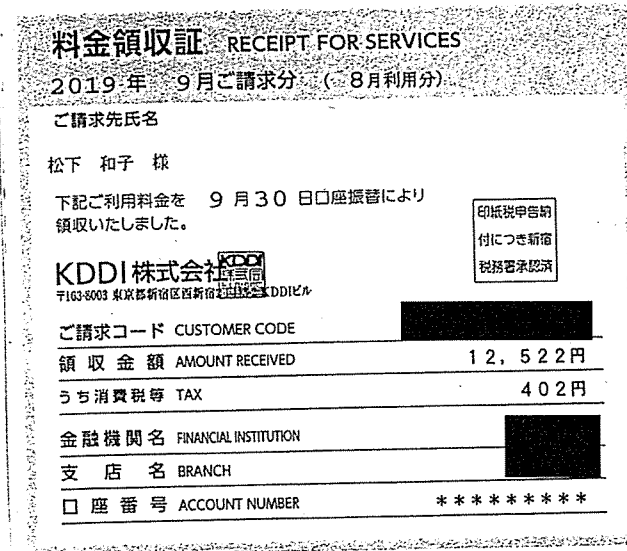 料金領収証 RECEIPT FOR SERVICES
2019年 9月ご請求分 (8月利用分)
ご請求先氏名
松下 和子 様
下記ご利用料金を 9月30日口座振替により
領収いたしました。
印紙税申告納
付につき新宿
税務署承認済
KDDI株式会社
〒163-8003 東京都新宿区西新宿 KDDIビル
ご請求コード CUSTOMER CODE
領収金額 AMOUNT RECEIVED 12,522円
うち消費税等 TAX 402円
金融機関名 FINANCIAL INSTITUTION
支店名 BRANCH
口座番号 ACCOUNT NUMBER *********